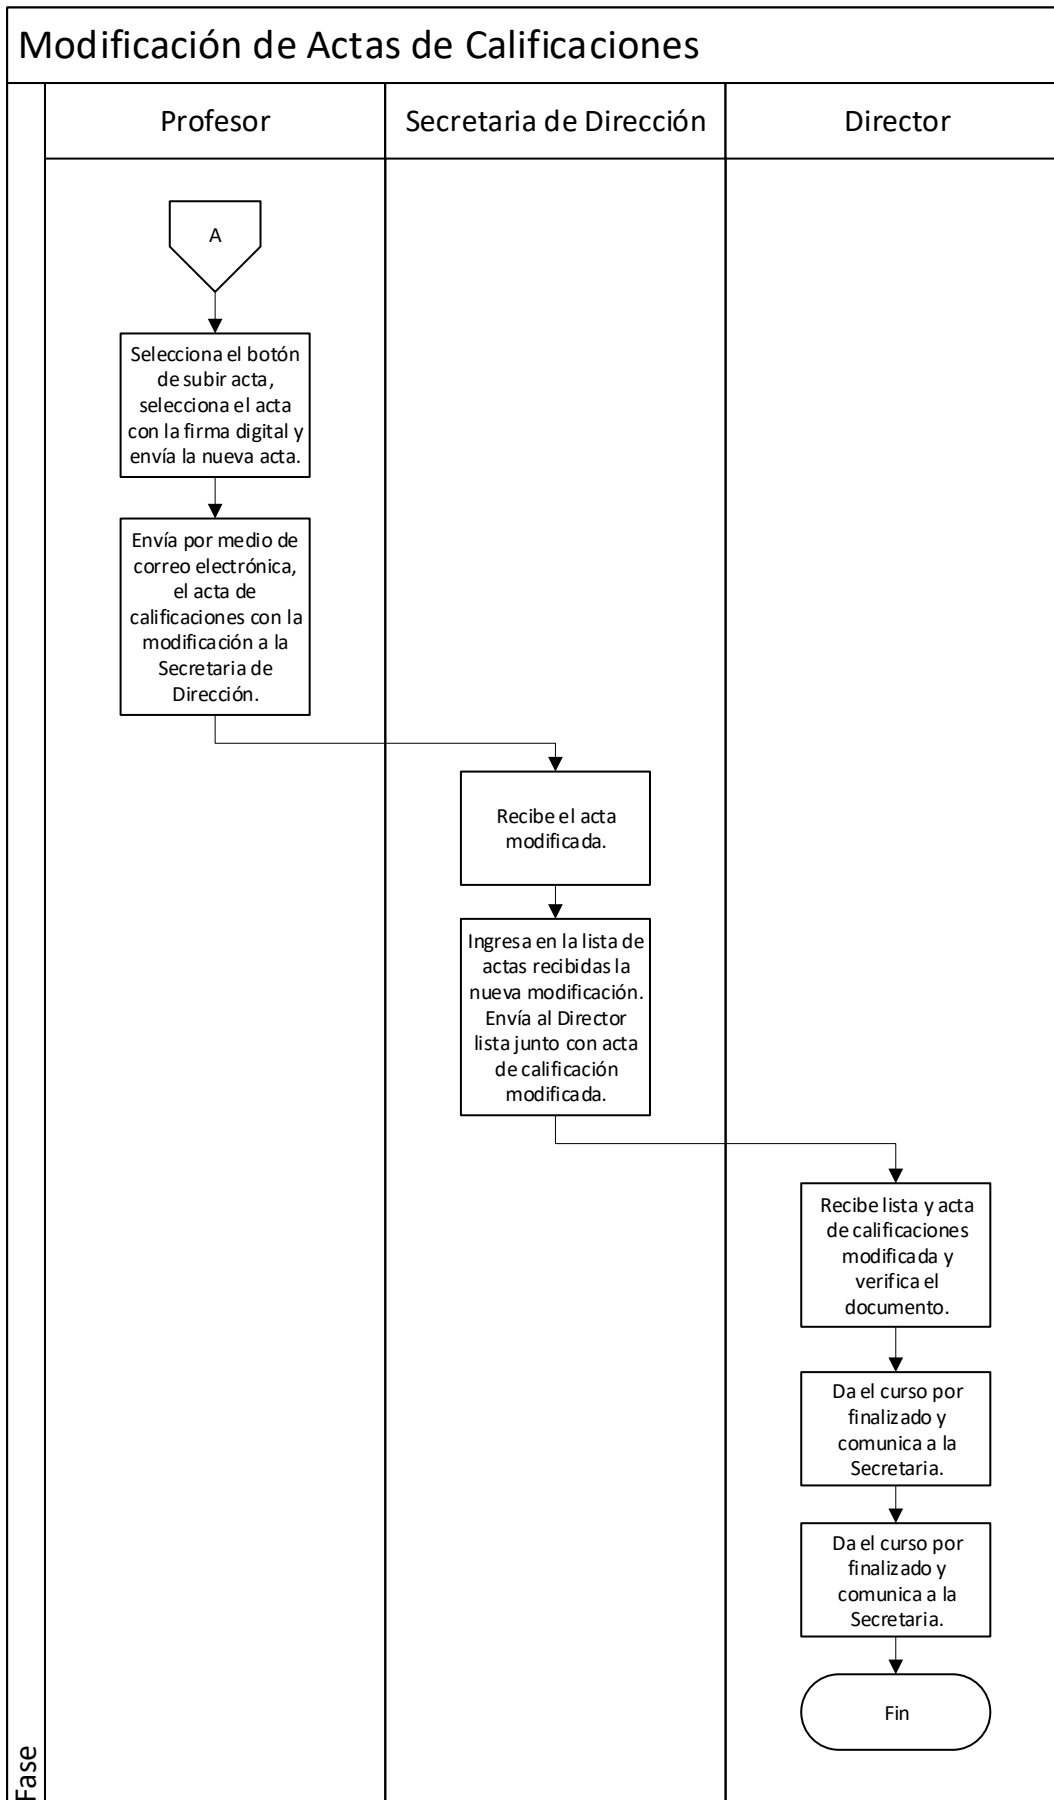 Modificación de Actas de Calificaciones
Profesor
Secretaria de Dirección
Director
A
Selecciona el botón
de subir acta,
selecciona el acta
con la firma digital y
envía la nueva acta.
Envía por medio de
correo electrónica,
el acta de
calificaciones con la
modificación a la
Secretaria de
Dirección.
Recibe el acta
modificada.
Ingresa en la lista de
actas recibidas la
nueva modificación.
Envía al Director
lista junto con acta
de calificación
modificada.
Recibe lista y acta
de calificaciones
modificada y
verifica el
documento.
Da el curso por
finalizado y
comunica a la
Secretaria.
Da el curso por
finalizado y
comunica a la
Secretaria.
Fin
Fase